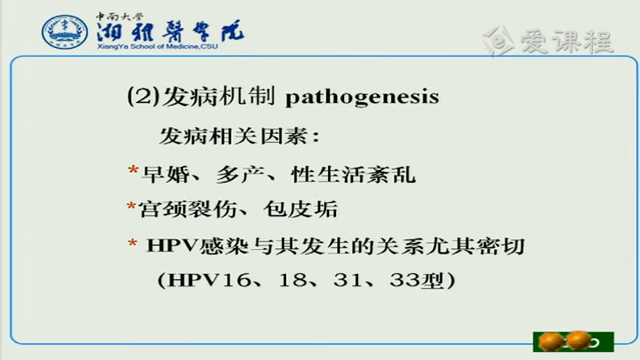 中南大学
湘雅醫学院
XiangYa School of Medicine,CSU
爱课程
(2)发病机制 pathogenesis
发病相关因素：
*早婚、多产、性生活紊乱
*宫颈裂伤、包皮垢
* HPV感染与其发生的关系尤其密切
(HPV16、18、31、33型)